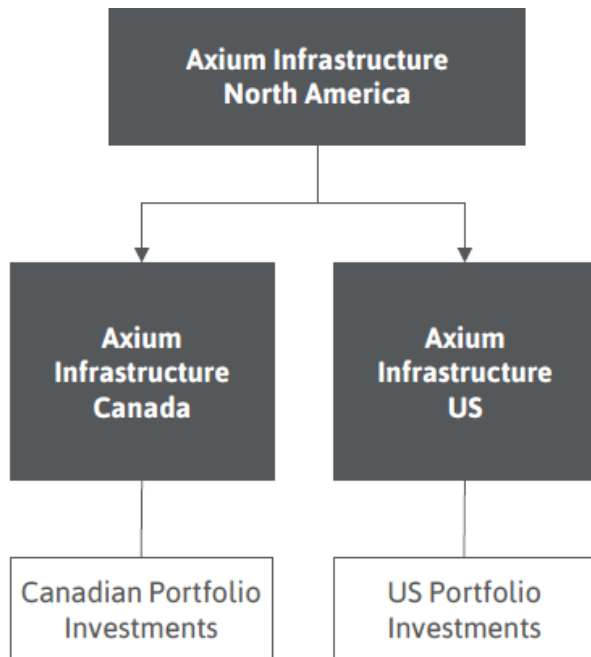 Axium Infrastructure
North America
Axium
Infrastructure
Canada
Axium
Infrastructure
US
Canadian Portfolio
Investments
US Portfolio
Investments